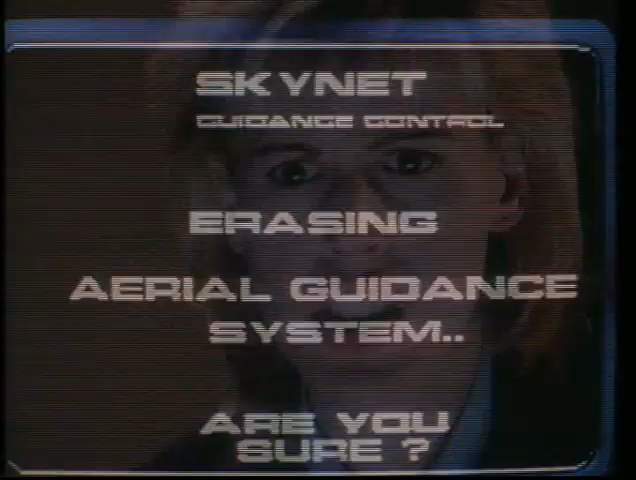 SKYNET
GUIDANCE CONTROL
ERASING
AERIAL GUIDANCE
SYSTEM..
ARE YOU
SURE ?